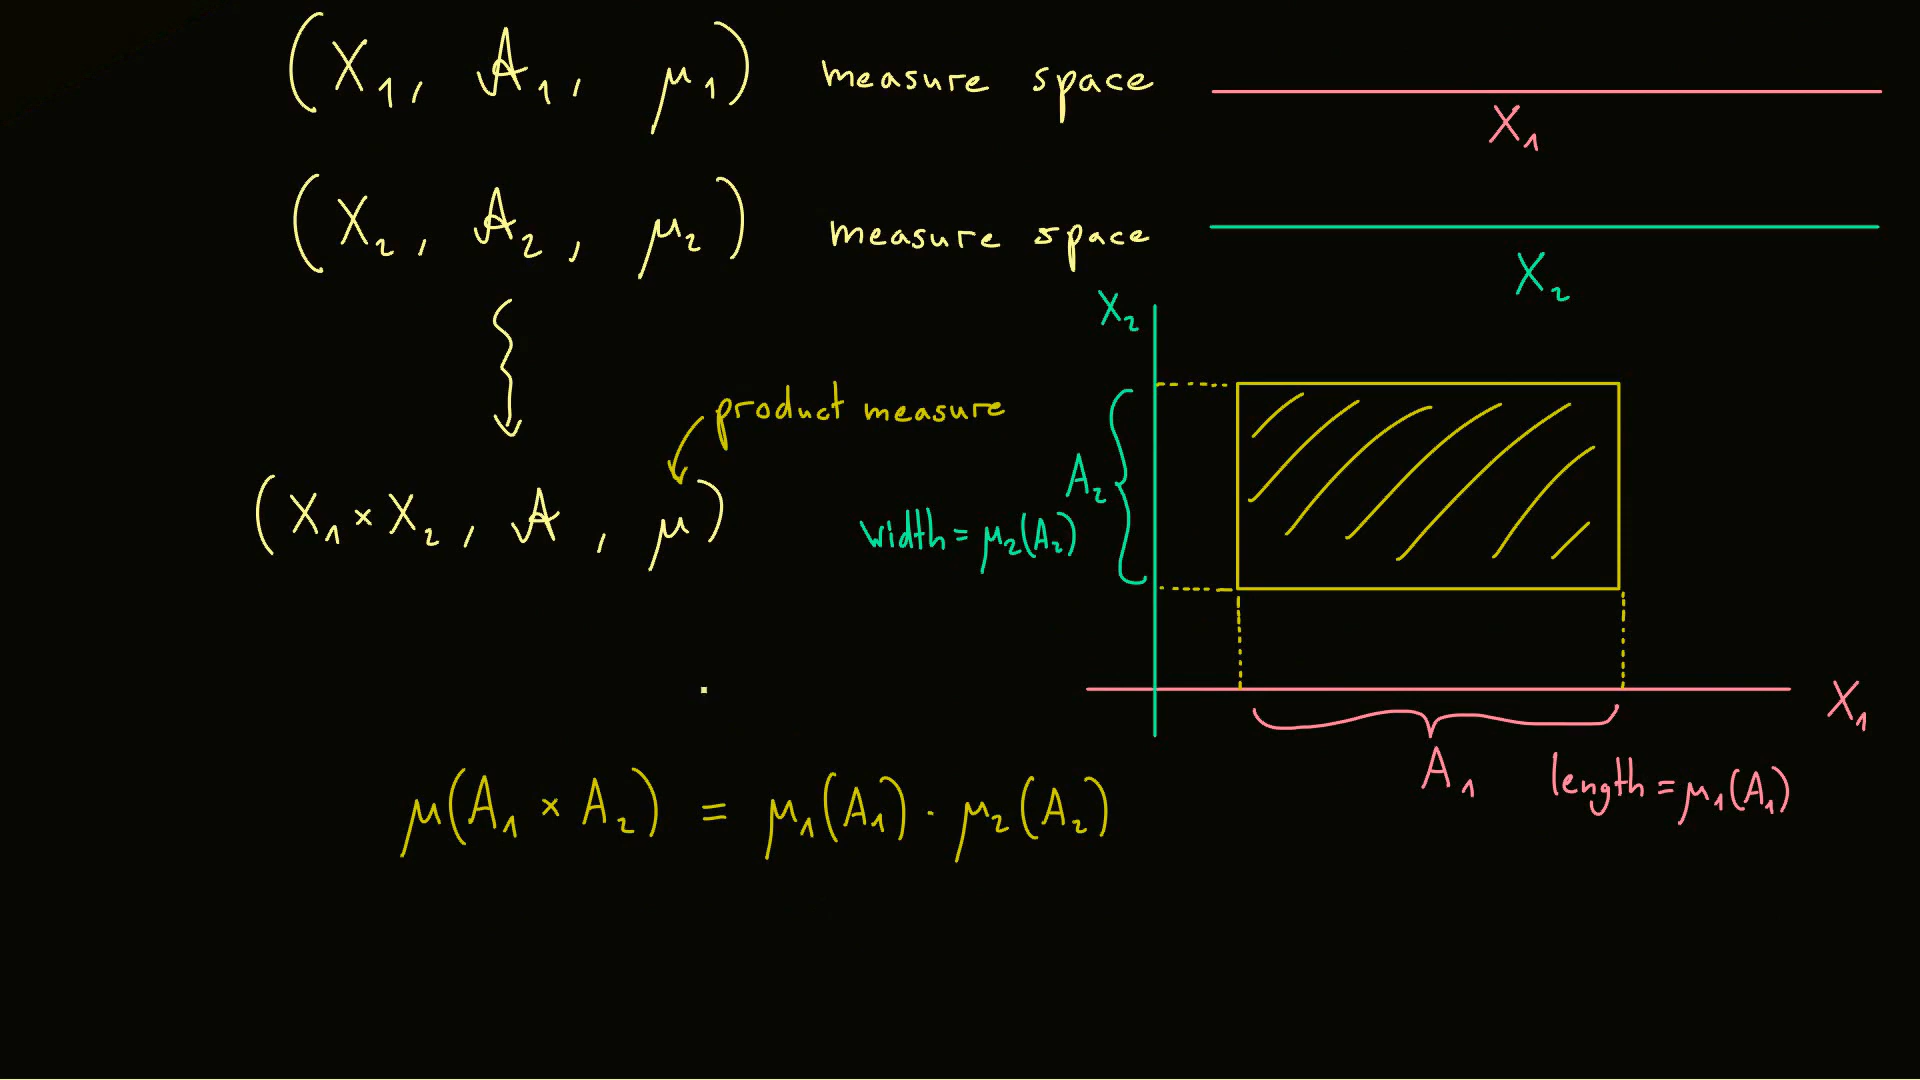 (X₁, 𝒜₁, μ₁) measure space
X₁
(X₂, 𝒜₂, μ₂) measure space
X₂
X₂
product measure
(X₁ × X₂, 𝒜, μ)
A₂
width = μ₂(A₂)
X₁
A₁
length = μ₁(A₁)
μ(A₁ × A₂) = μ₁(A₁) · μ₂(A₂)